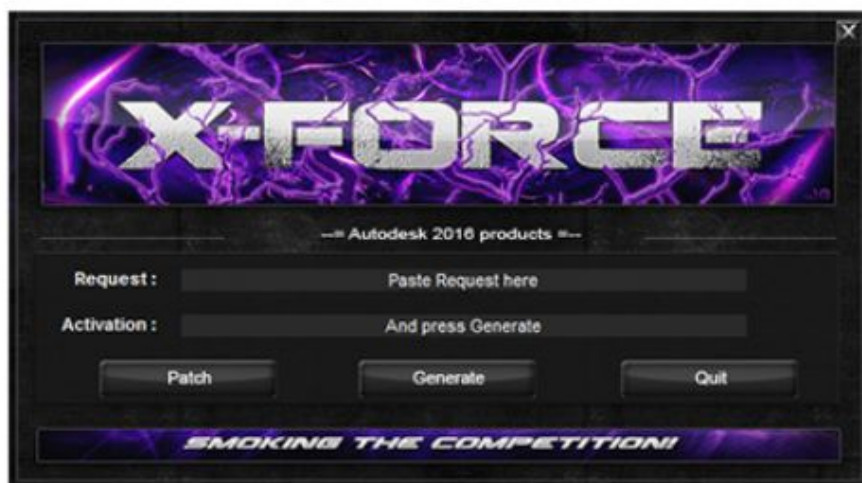 X
X-FORCE
--= Autodesk 2016 products =--
Request : Paste Request here
Activation : And press Generate
Patch Generate Quit
SMOKING THE COMPETITION!